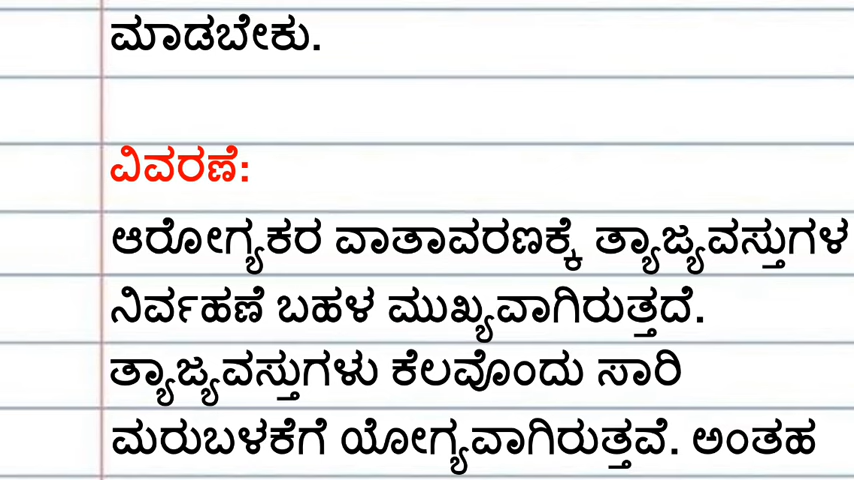 ಮಾಡಬೇಕು.
ವಿವರಣೆ:
ಆರೋಗ್ಯಕರ ವಾತಾವರಣಕ್ಕೆ ತ್ಯಾಜ್ಯವಸ್ತುಗಳ
ನಿರ್ವಹಣೆ ಬಹಳ ಮುಖ್ಯವಾಗಿರುತ್ತದೆ.
ತ್ಯಾಜ್ಯವಸ್ತುಗಳು ಕೆಲವೊಂದು ಸಾರಿ
ಮರುಬಳಕೆಗೆ ಯೋಗ್ಯವಾಗಿರುತ್ತವೆ. ಅಂತಹ